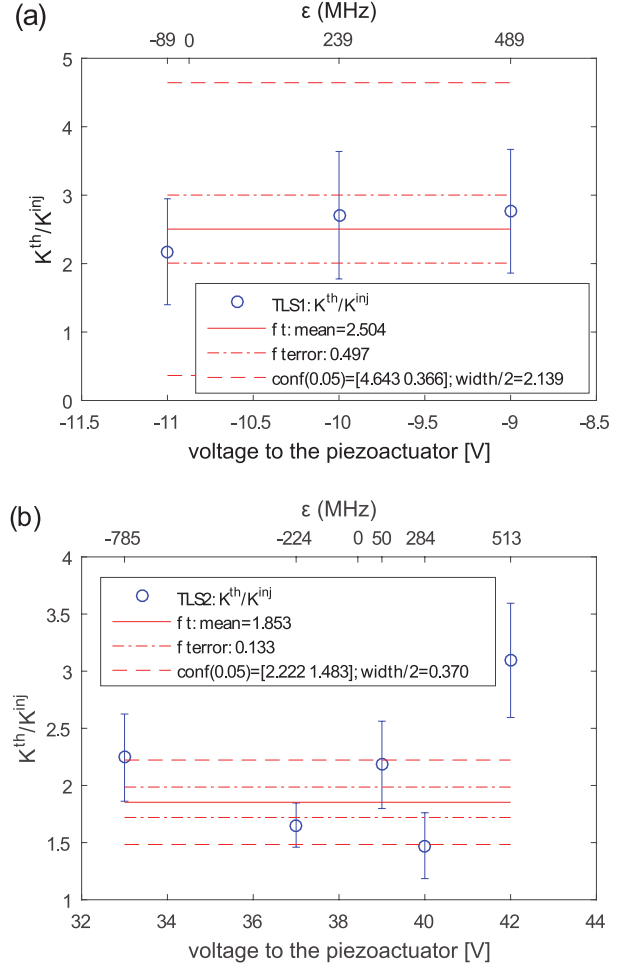 (a)
ε (MHz)
-89 0 239 489
5
4
3
2
1
0
K^th/K^inj
TLS1: K^th/K^inj
f t: mean=2.504
f terror: 0.497
conf(0.05)=[4.643 0.366]; width/2=2.139
-11.5 -11 -10.5 -10 -9.5 -9 -8.5
voltage to the piezoactuator [V]
(b)
ε (MHz)
-785 -224 0 50 284 513
4
3.5
3
2.5
2
1.5
1
K^th/K^inj
TLS2: K^th/K^inj
f t: mean=1.853
f terror: 0.133
conf(0.05)=[2.222 1.483]; width/2=0.370
32 34 36 38 40 42 44
voltage to the piezoactuator [V]